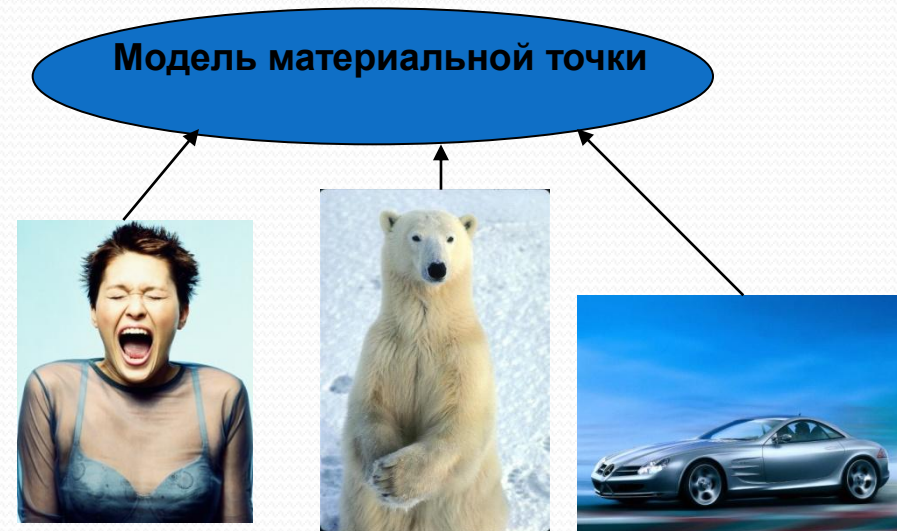 Модель материальной точки